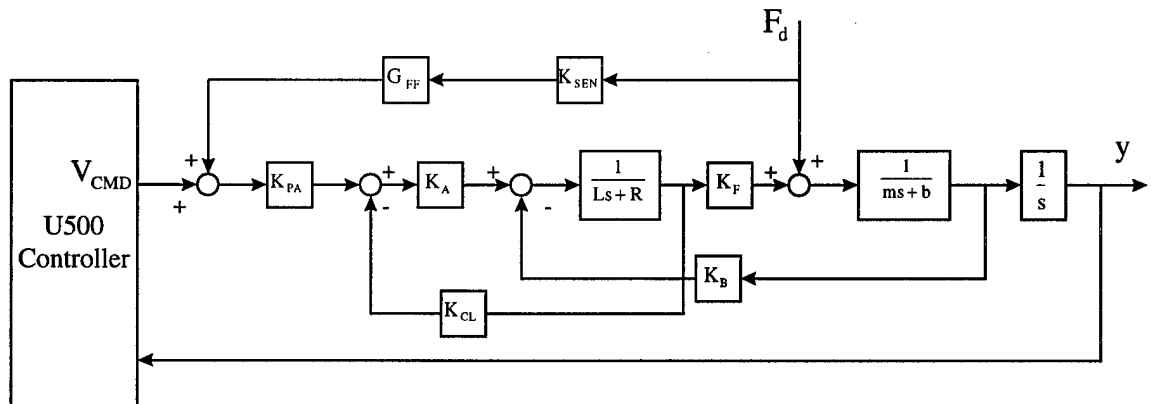 F_d
G_FF
K_SEN
+
+
V_CMD
U500
Controller
K_PA
+
-
K_A
+
-
1
Ls + R
K_F
+
+
1
ms + b
1
s
y
K_B
K_CL